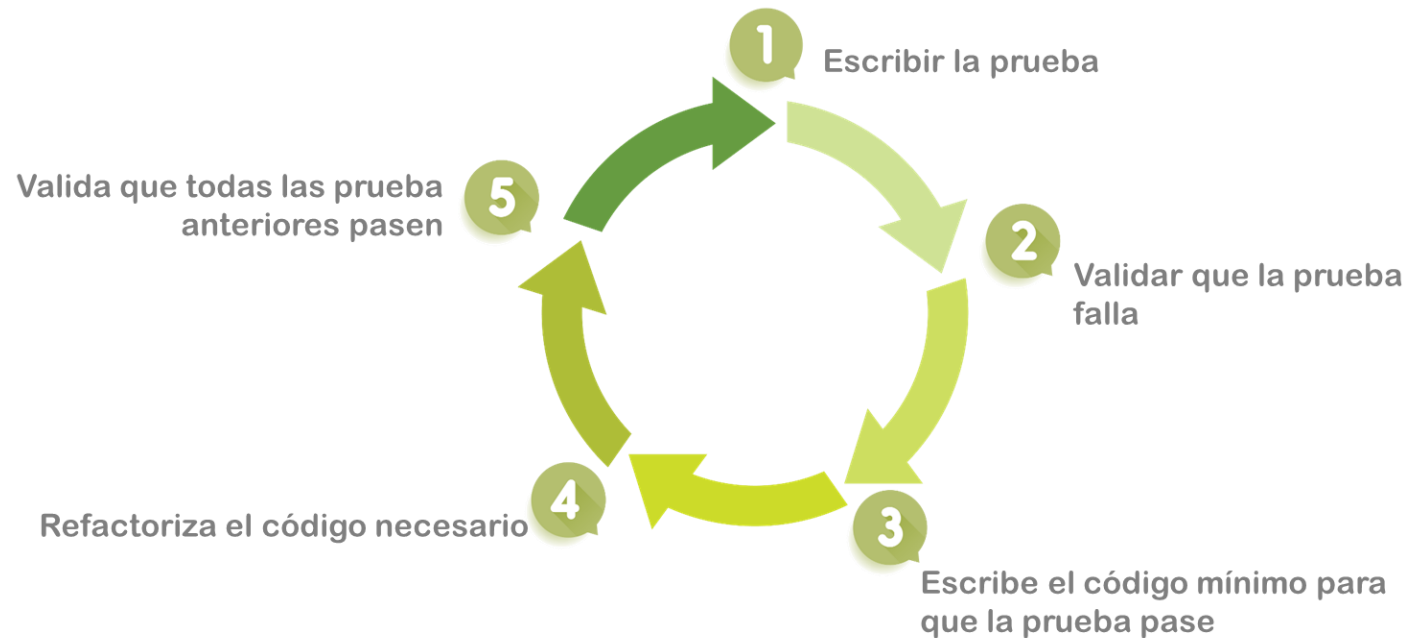 1
Escribir la prueba
2
Validar que la prueba
falla
3
Escribe el código mínimo para
que la prueba pase
4
Refactoriza el código necesario
5
Valida que todas las prueba
anteriores pasen